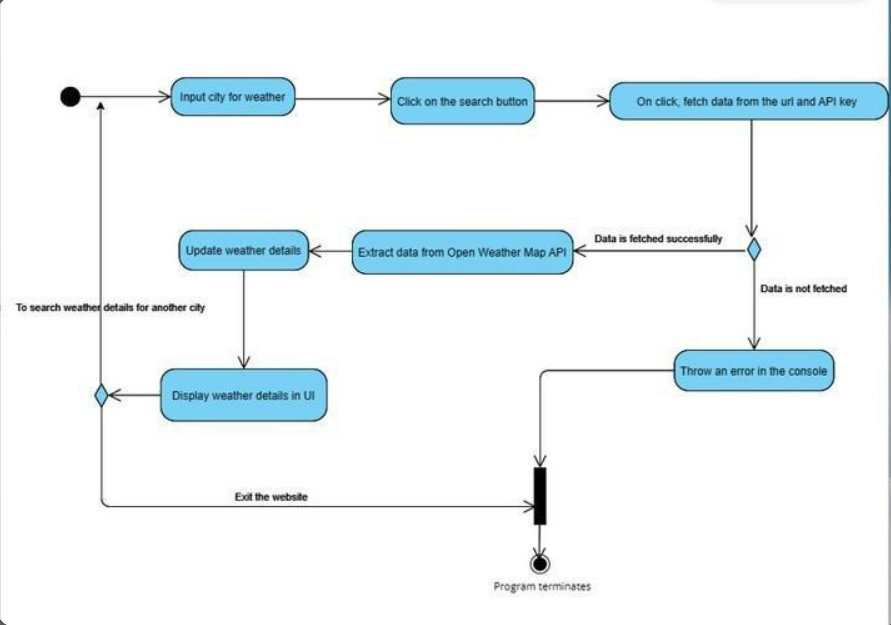 Input city for weather
Click on the search button
On click, fetch data from the url and API key
Update weather details
Extract data from Open Weather Map API
Data is fetched successfully
Data is not fetched
To search weather details for another city
Display weather details in UI
Throw an error in the console
Exit the website
Program terminates